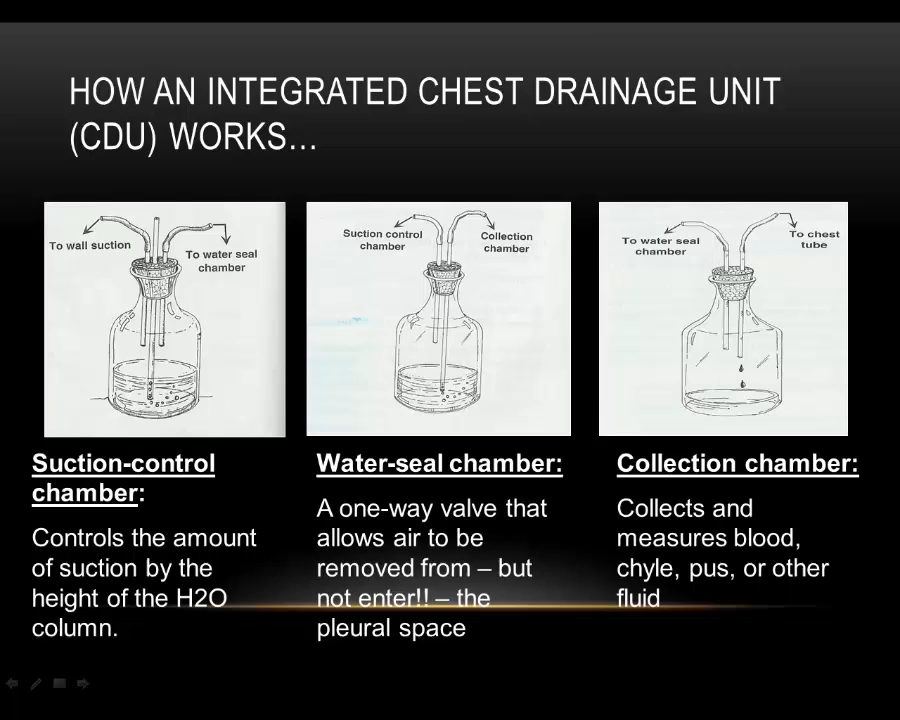 HOW AN INTEGRATED CHEST DRAINAGE UNIT
(CDU) WORKS…
To wall suction
To water seal
chamber
Suction control
chamber
Collection
chamber
To water seal
chamber
To chest
tube
Suction-control
chamber:
Controls the amount
of suction by the
height of the H2O
column.
Water-seal chamber:
A one-way valve that
allows air to be
removed from – but
not enter!! – the
pleural space
Collection chamber:
Collects and
measures blood,
chyle, pus, or other
fluid